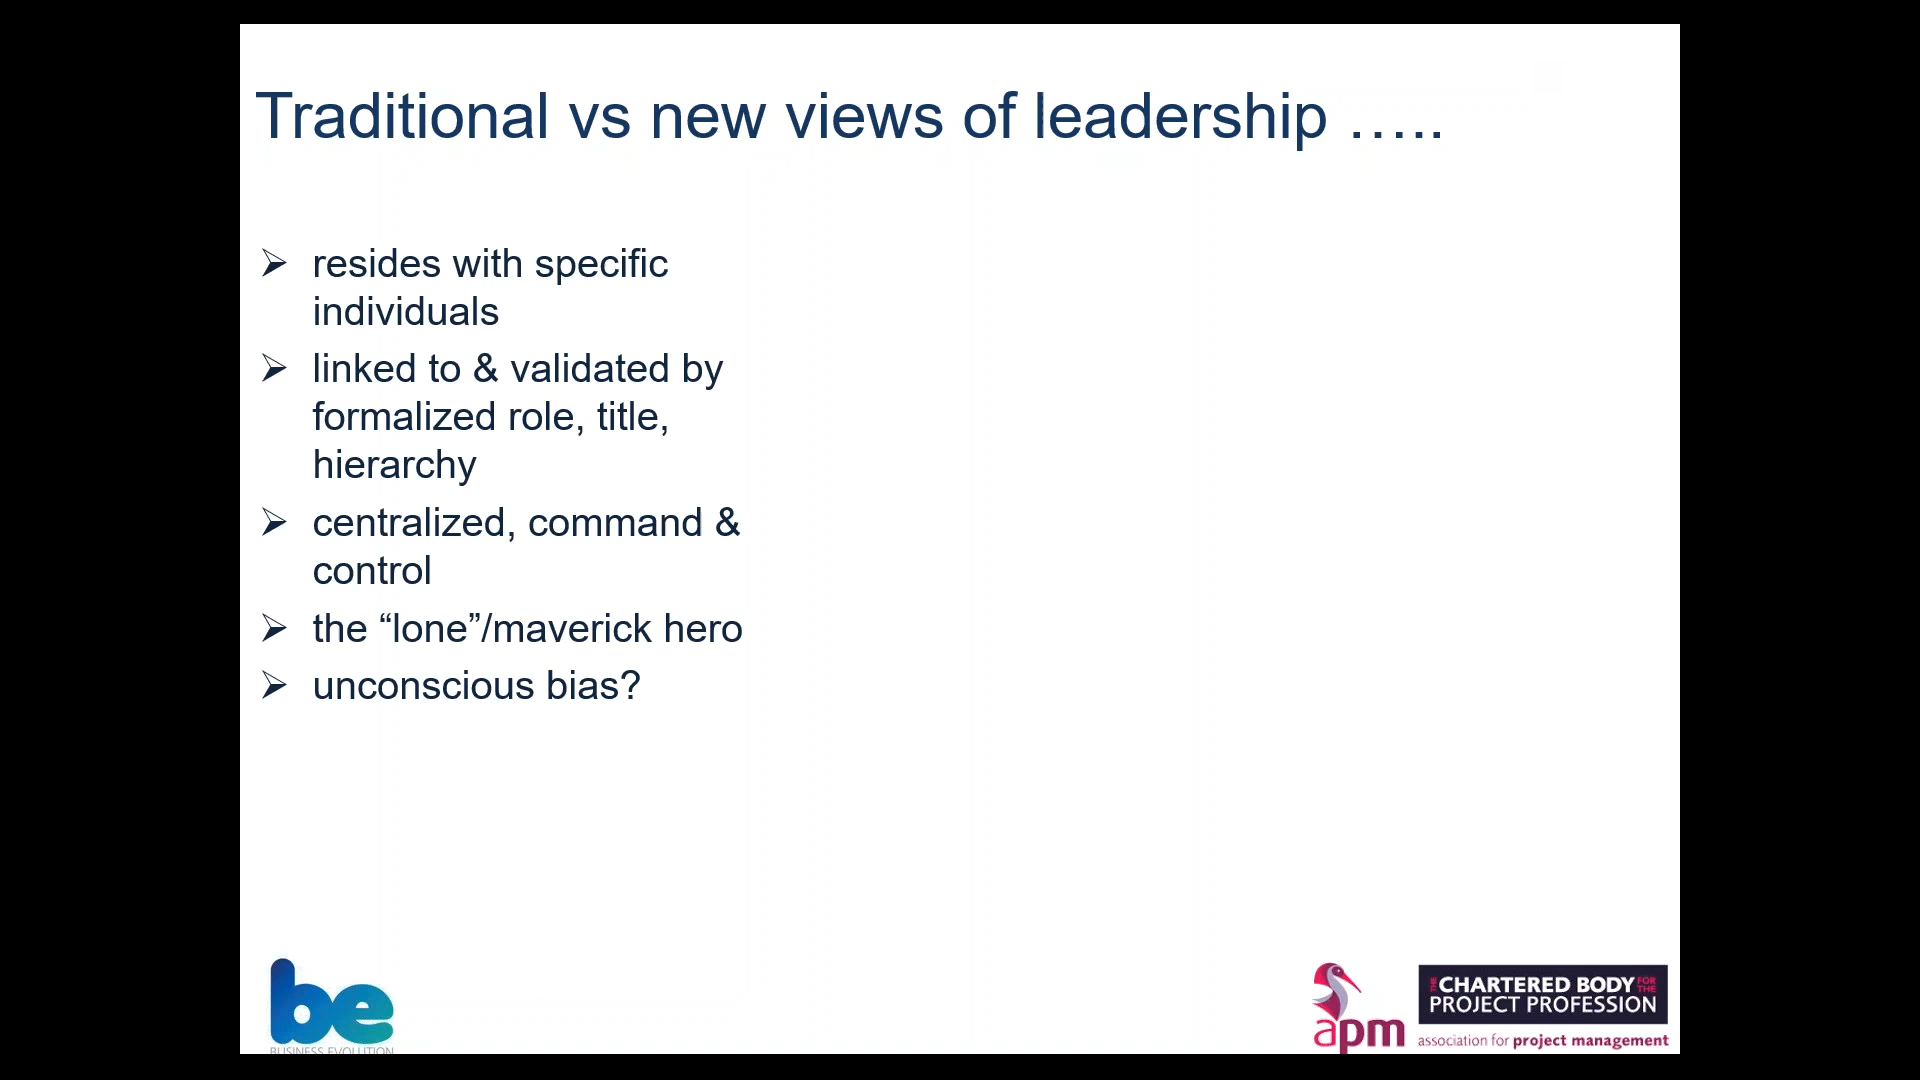 Traditional vs new views of leadership …..
➢ resides with specific
individuals
➢ linked to & validated by
formalized role, title,
hierarchy
➢ centralized, command &
control
➢ the “lone”/maverick hero
➢ unconscious bias?
be
BUSINESS EVOLUTION
apm
THE CHARTERED BODY FOR THE
PROJECT PROFESSION
association for project management